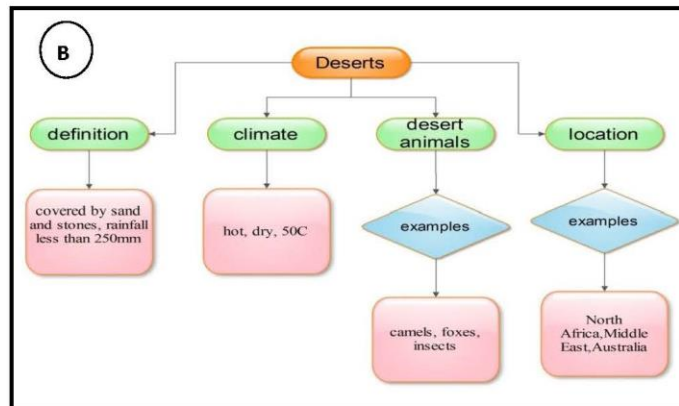 B
Deserts
definition
climate
desert
animals
location
covered by sand
and stones, rainfall
less than 250mm
hot, dry, 50C
examples
examples
camels, foxes,
insects
North
Africa,Middle
East,Australia